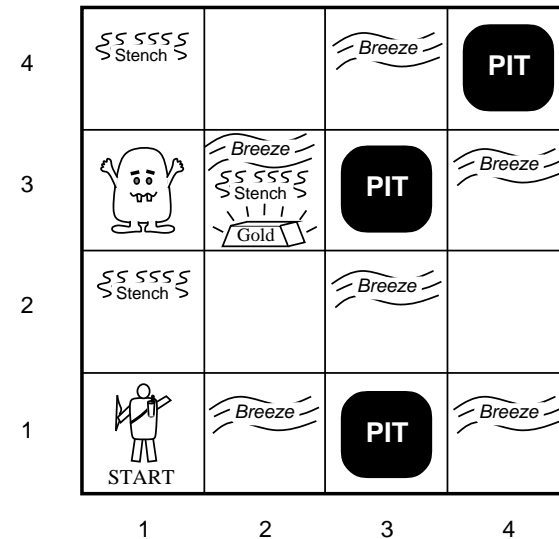 4
Stench
Breeze
PIT
3
Breeze
Stench
Gold
PIT
Breeze
2
Stench
Breeze
1
START
Breeze
PIT
Breeze
1 2 3 4